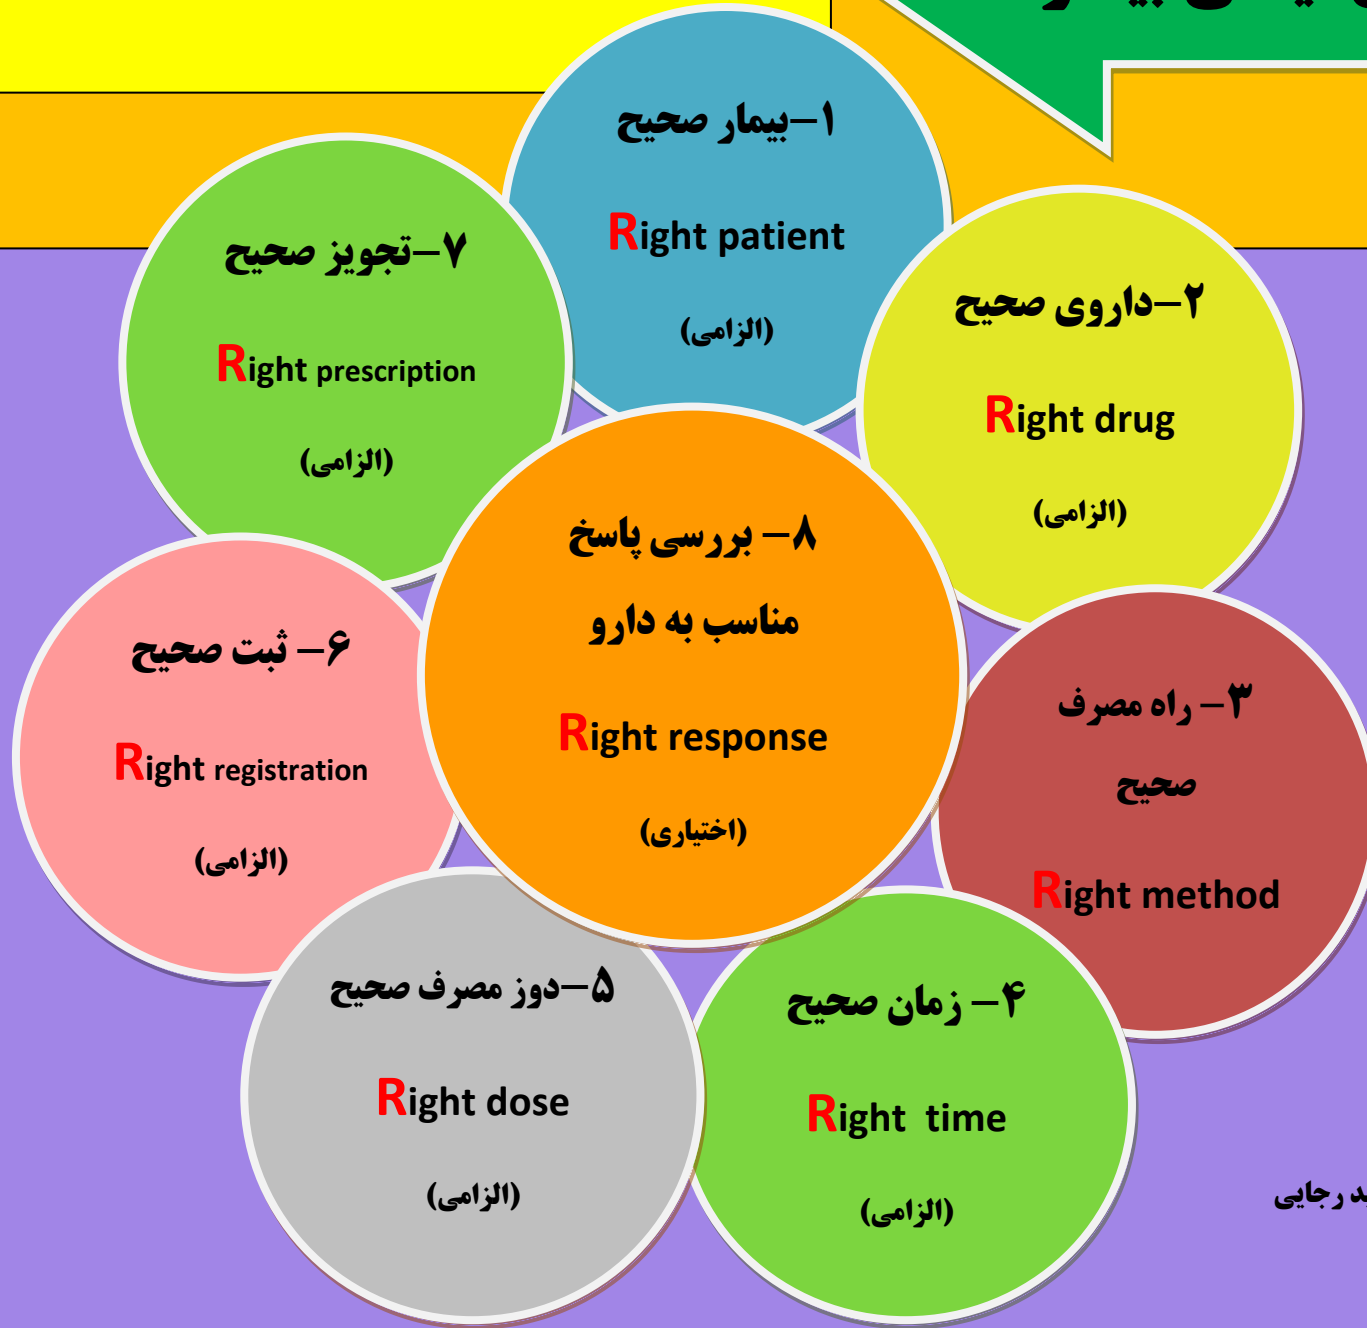 ۱-بیمار صحیح
Right patient
(الزامی)
۲-داروی صحیح
Right drug
(الزامی)
۳- راه مصرف
صحیح
Right method
۴- زمان صحیح
Right time
(الزامی)
۵-دوز مصرف صحیح
Right dose
(الزامی)
۶- ثبت صحیح
Right registration
(الزامی)
۷-تجویز صحیح
Right prescription
(الزامی)
۸- بررسی پاسخ
مناسب به دارو
Right response
(اختیاری)
رجایی